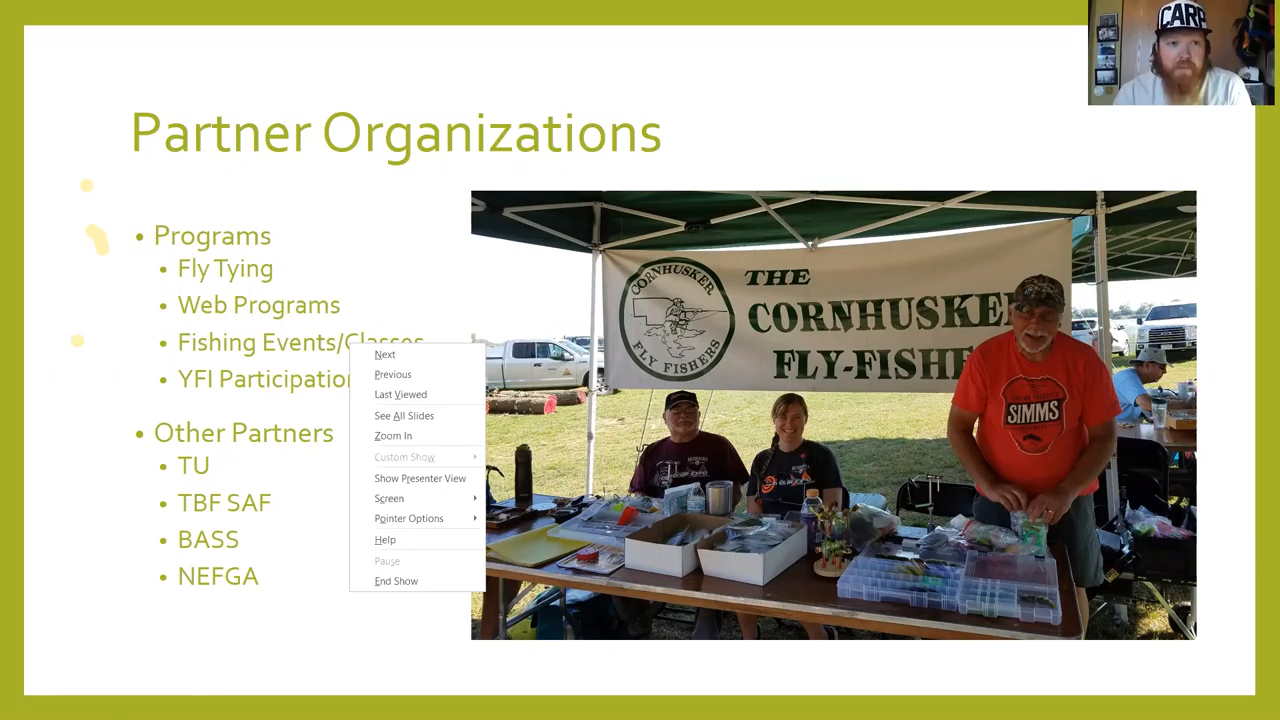 CARP
Partner Organizations
• Programs
• Fly Tying
• Web Programs
• Fishing Events/Classes
• YFI Participation
• Other Partners
• TU
• TBF SAF
• BASS
• NEFGA
Next
Previous
Last Viewed
See All Slides
Zoom In
Custom Show
Show Presenter View
Screen
Pointer Options
Help
Pause
End Show
CORNHUSKER
FLY FISHERS
THE
CORNHUSKER
FLY-FISHE
SIMMS